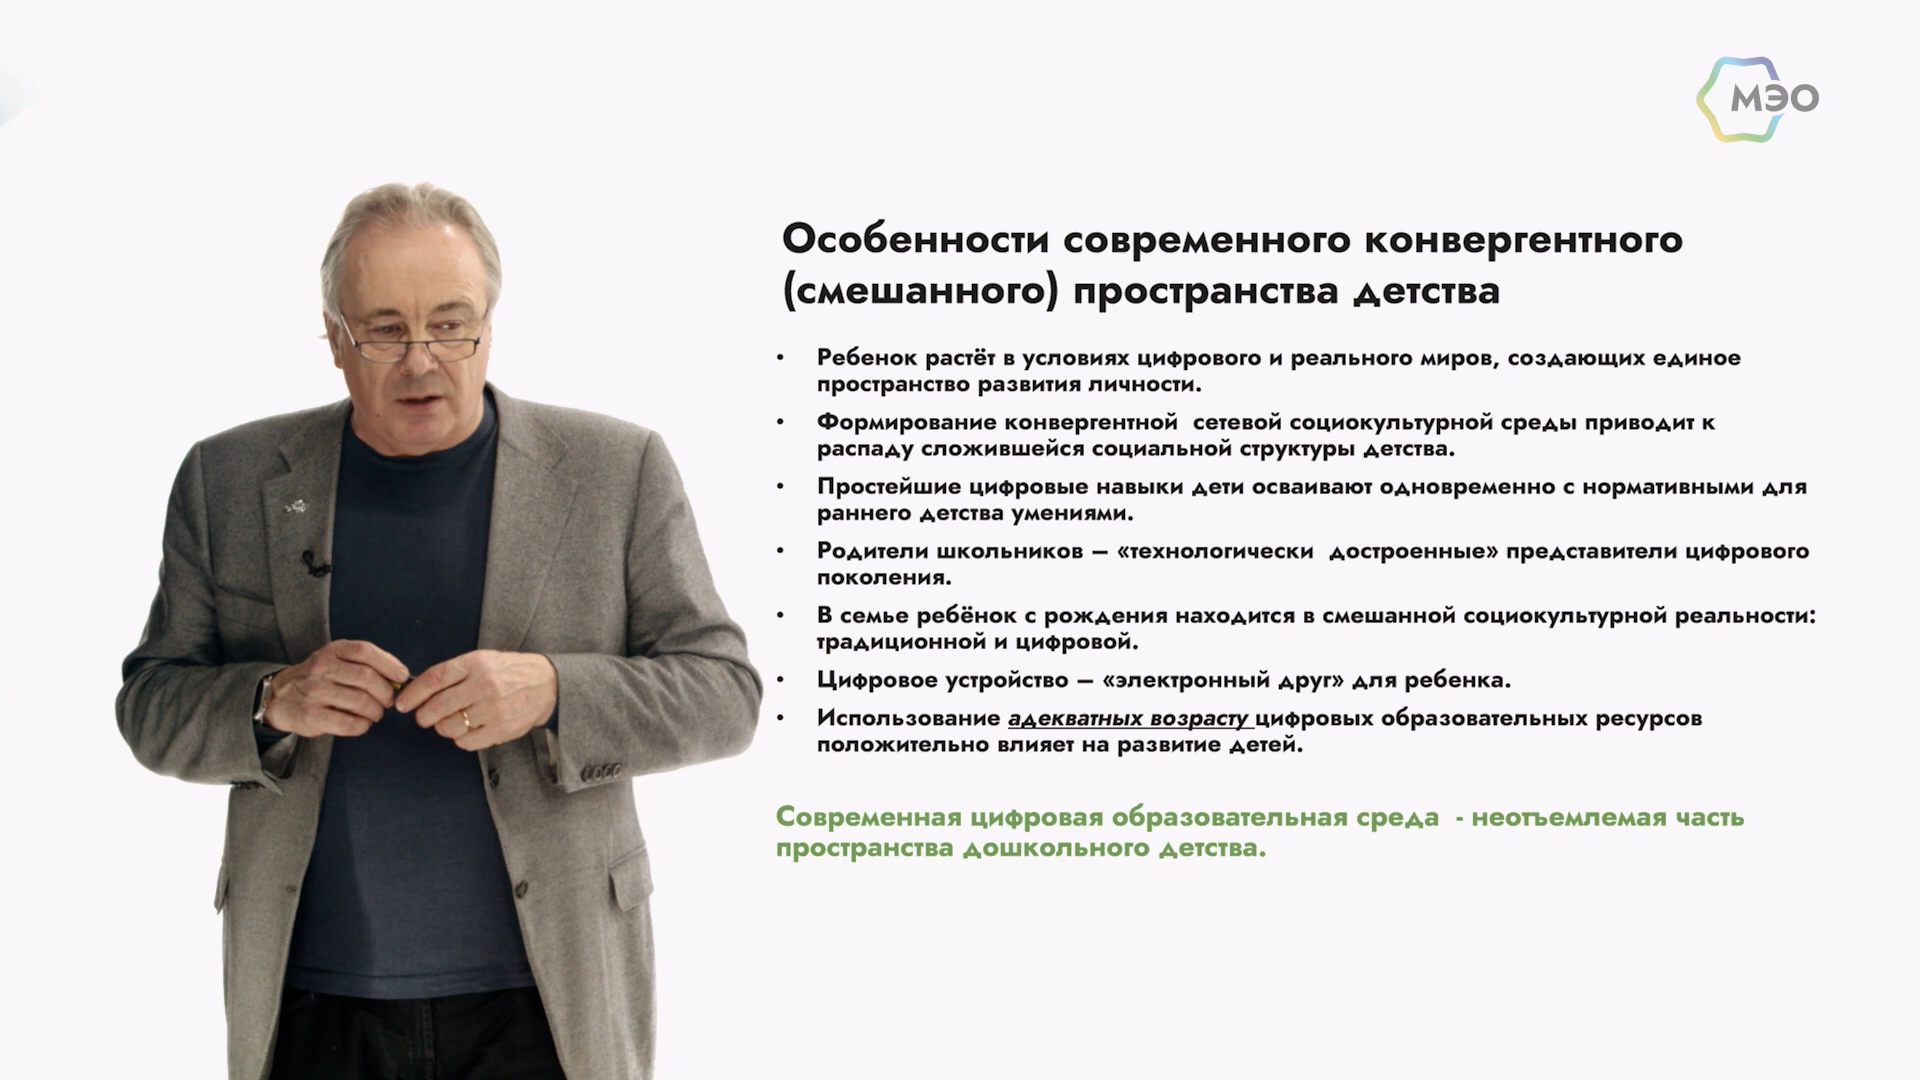 МЭО
Особенности современного конвергентного
(смешанного) пространства детства
• Ребенок растёт в условиях цифрового и реального миров, создающих единое
пространство развития личности.
• Формирование конвергентной  сетевой социокультурной среды приводит к
распаду сложившейся социальной структуры детства.
• Простейшие цифровые навыки дети осваивают одновременно с нормативными для
раннего детства умениями.
• Родители школьников – «технологически  достроенные» представители цифрового
поколения.
• В семье ребёнок с рождения находится в смешанной социокультурной реальности:
традиционной и цифровой.
• Цифровое устройство – «электронный друг» для ребенка.
• Использование адекватных возрасту цифровых образовательных ресурсов
положительно влияет на развитие детей.
Современная цифровая образовательная среда  - неотъемлемая часть
пространства дошкольного детства.